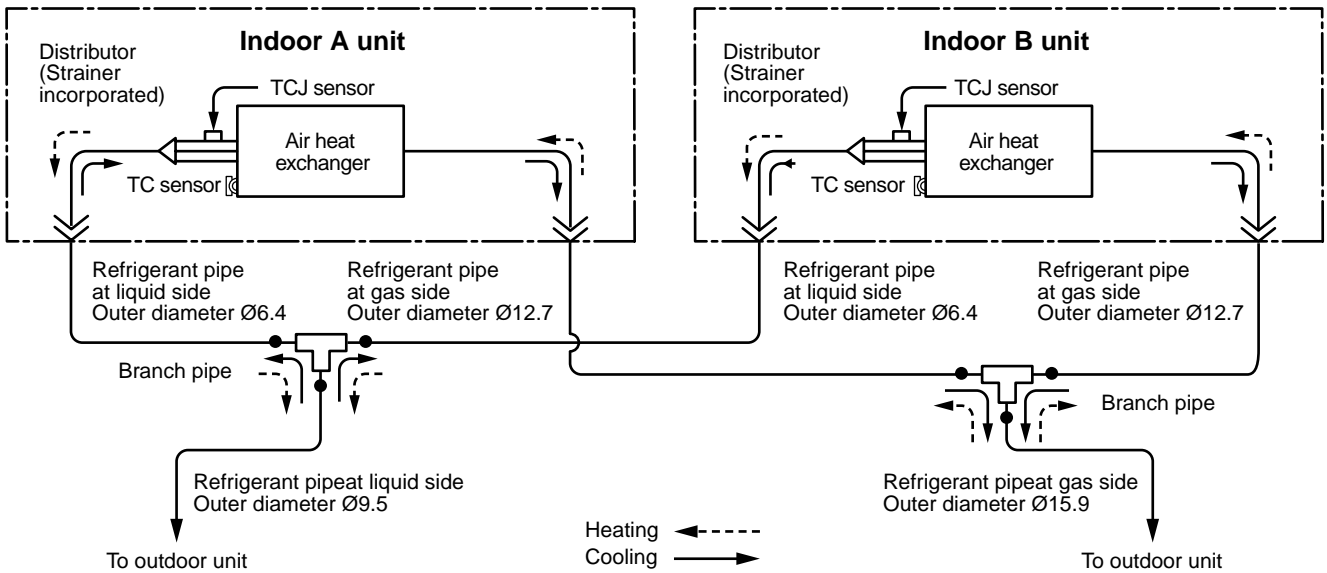 Indoor A unit
Distributor
(Strainer
incorporated)
TCJ sensor
Air heat
exchanger
TC sensor
Indoor B unit
Distributor
(Strainer
incorporated)
TCJ sensor
Air heat
exchanger
TC sensor
Refrigerant pipe
at liquid side
Outer diameter Ø6.4
Refrigerant pipe
at gas side
Outer diameter Ø12.7
Refrigerant pipe
at liquid side
Outer diameter Ø6.4
Refrigerant pipe
at gas side
Outer diameter Ø12.7
Branch pipe
Branch pipe
Refrigerant pipeat liquid side
Outer diameter Ø9.5
Refrigerant pipeat gas side
Outer diameter Ø15.9
Heating
Cooling
To outdoor unit
To outdoor unit